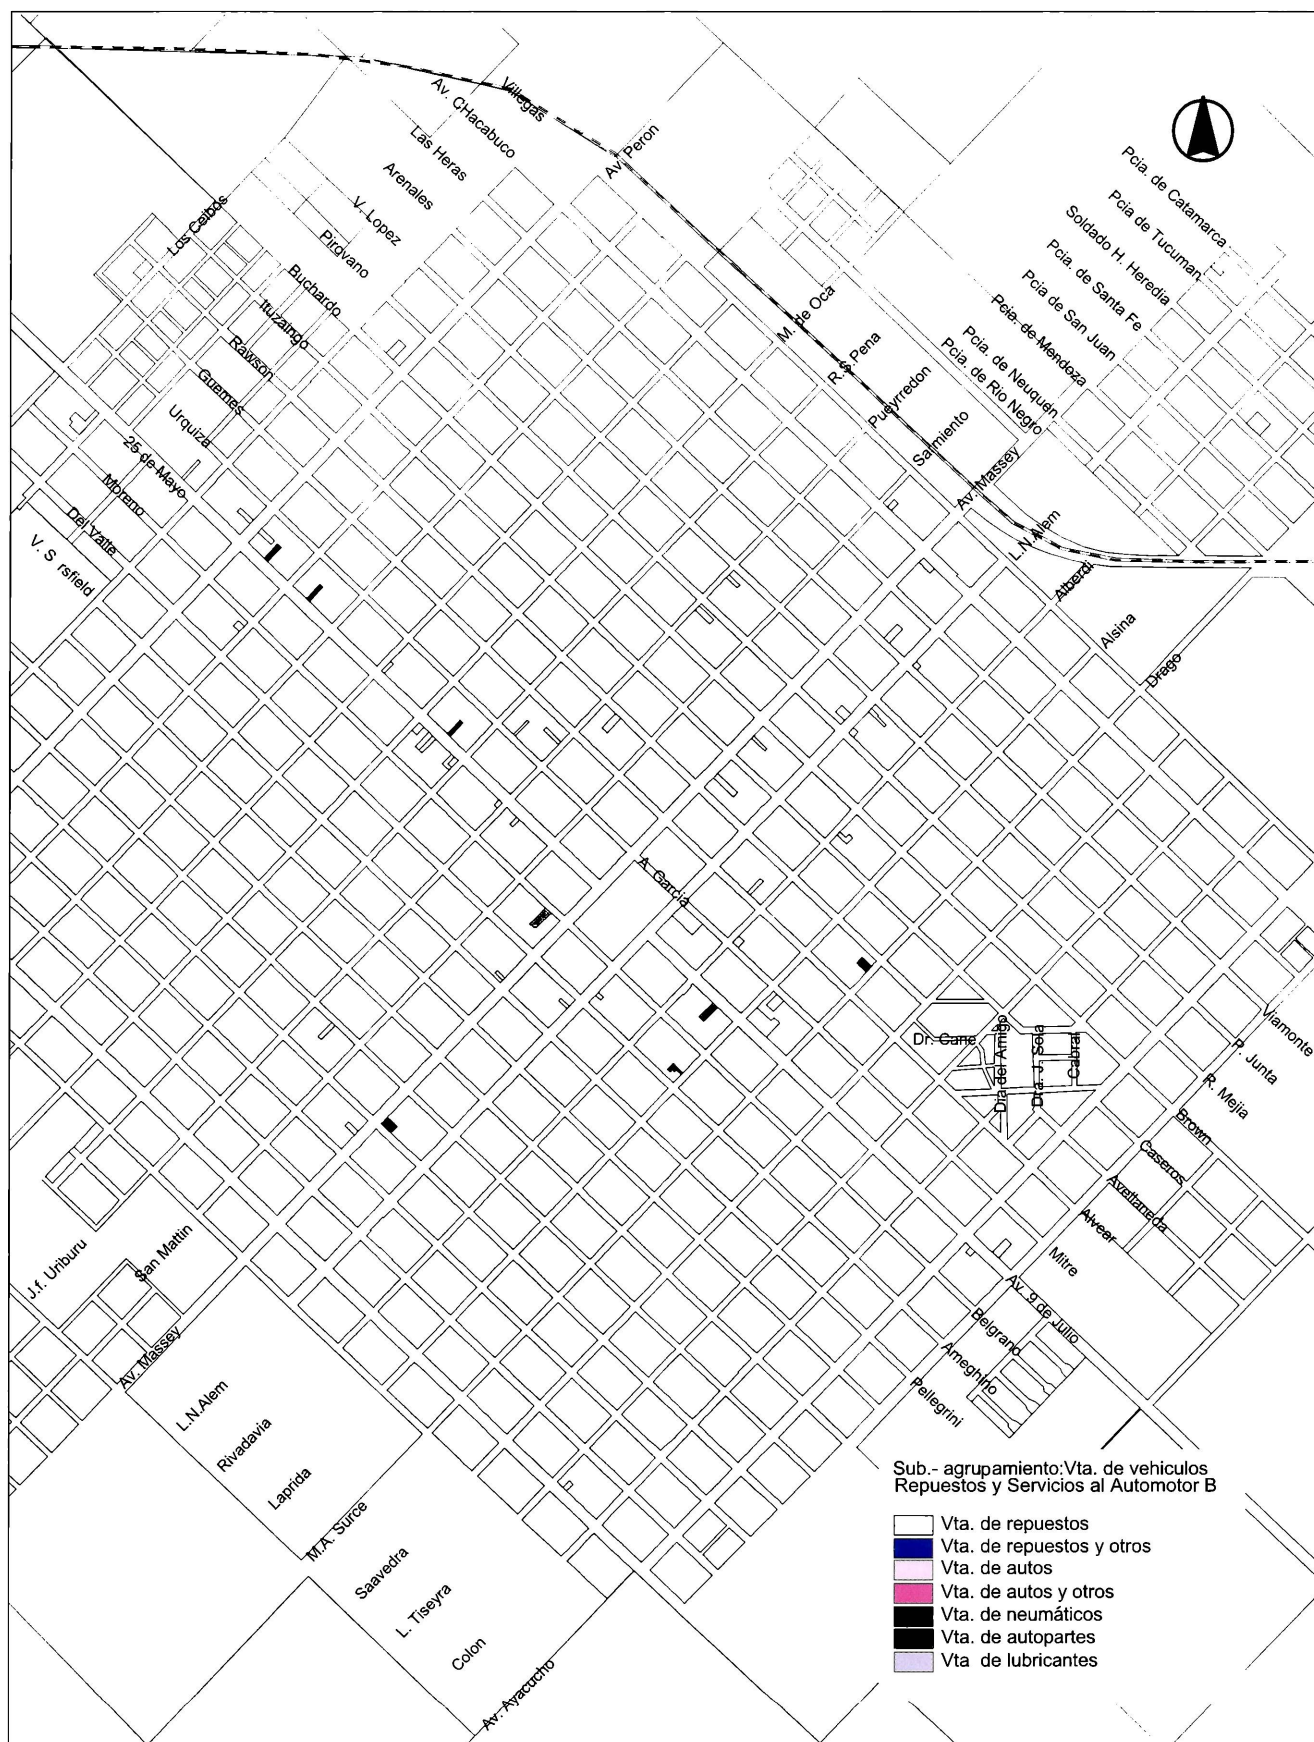 Villegas
Av. CHacabuco
Av. Peron
Las Heras
Arenales
V. Lopez
Pirovano
Los Ceibos
Buchardo
Ituzaingo
Rawson
Guemes
Urquiza
25 de Mayo
Moreno
Del Valle
V. S rsfield
Pcia. de Catamarca
Pcia de Tucuman
Soldado H. Heredia
Pcia. de Santa Fe
Pcia de San Juan
Pcia. de Mendoza
Pcia. de Neuquen
Pcia. de Rio Negro
M. de Oca
R.S.Pena
Pueyrredon
Sarmiento
Av. Massey
L.N.Alem
Alberdi
Alsina
Drago
A. Garcia
Dr. Cane
Dia del Amigo
Dra. J. Sola
Cabral
Viamonte
P. Junta
R. Mejia
Brown
Caseros
Avellaneda
Alvear
Mitre
Av. 9 de Julio
Belgrano
Ameghino
Pellegrini
J.f. Uriburu
San Mattin
Av. Massey
L.N.Alem
Rivadavia
Laprida
M.A. Surce
Saavedra
L. Tiseyra
Colon
Av. Ayacucho
Sub.- agrupamiento:Vta. de vehiculos
Repuestos y Servicios al Automotor B
Vta. de repuestos
Vta. de repuestos y otros
Vta. de autos
Vta. de autos y otros
Vta. de neumáticos
Vta. de autopartes
Vta de lubricantes